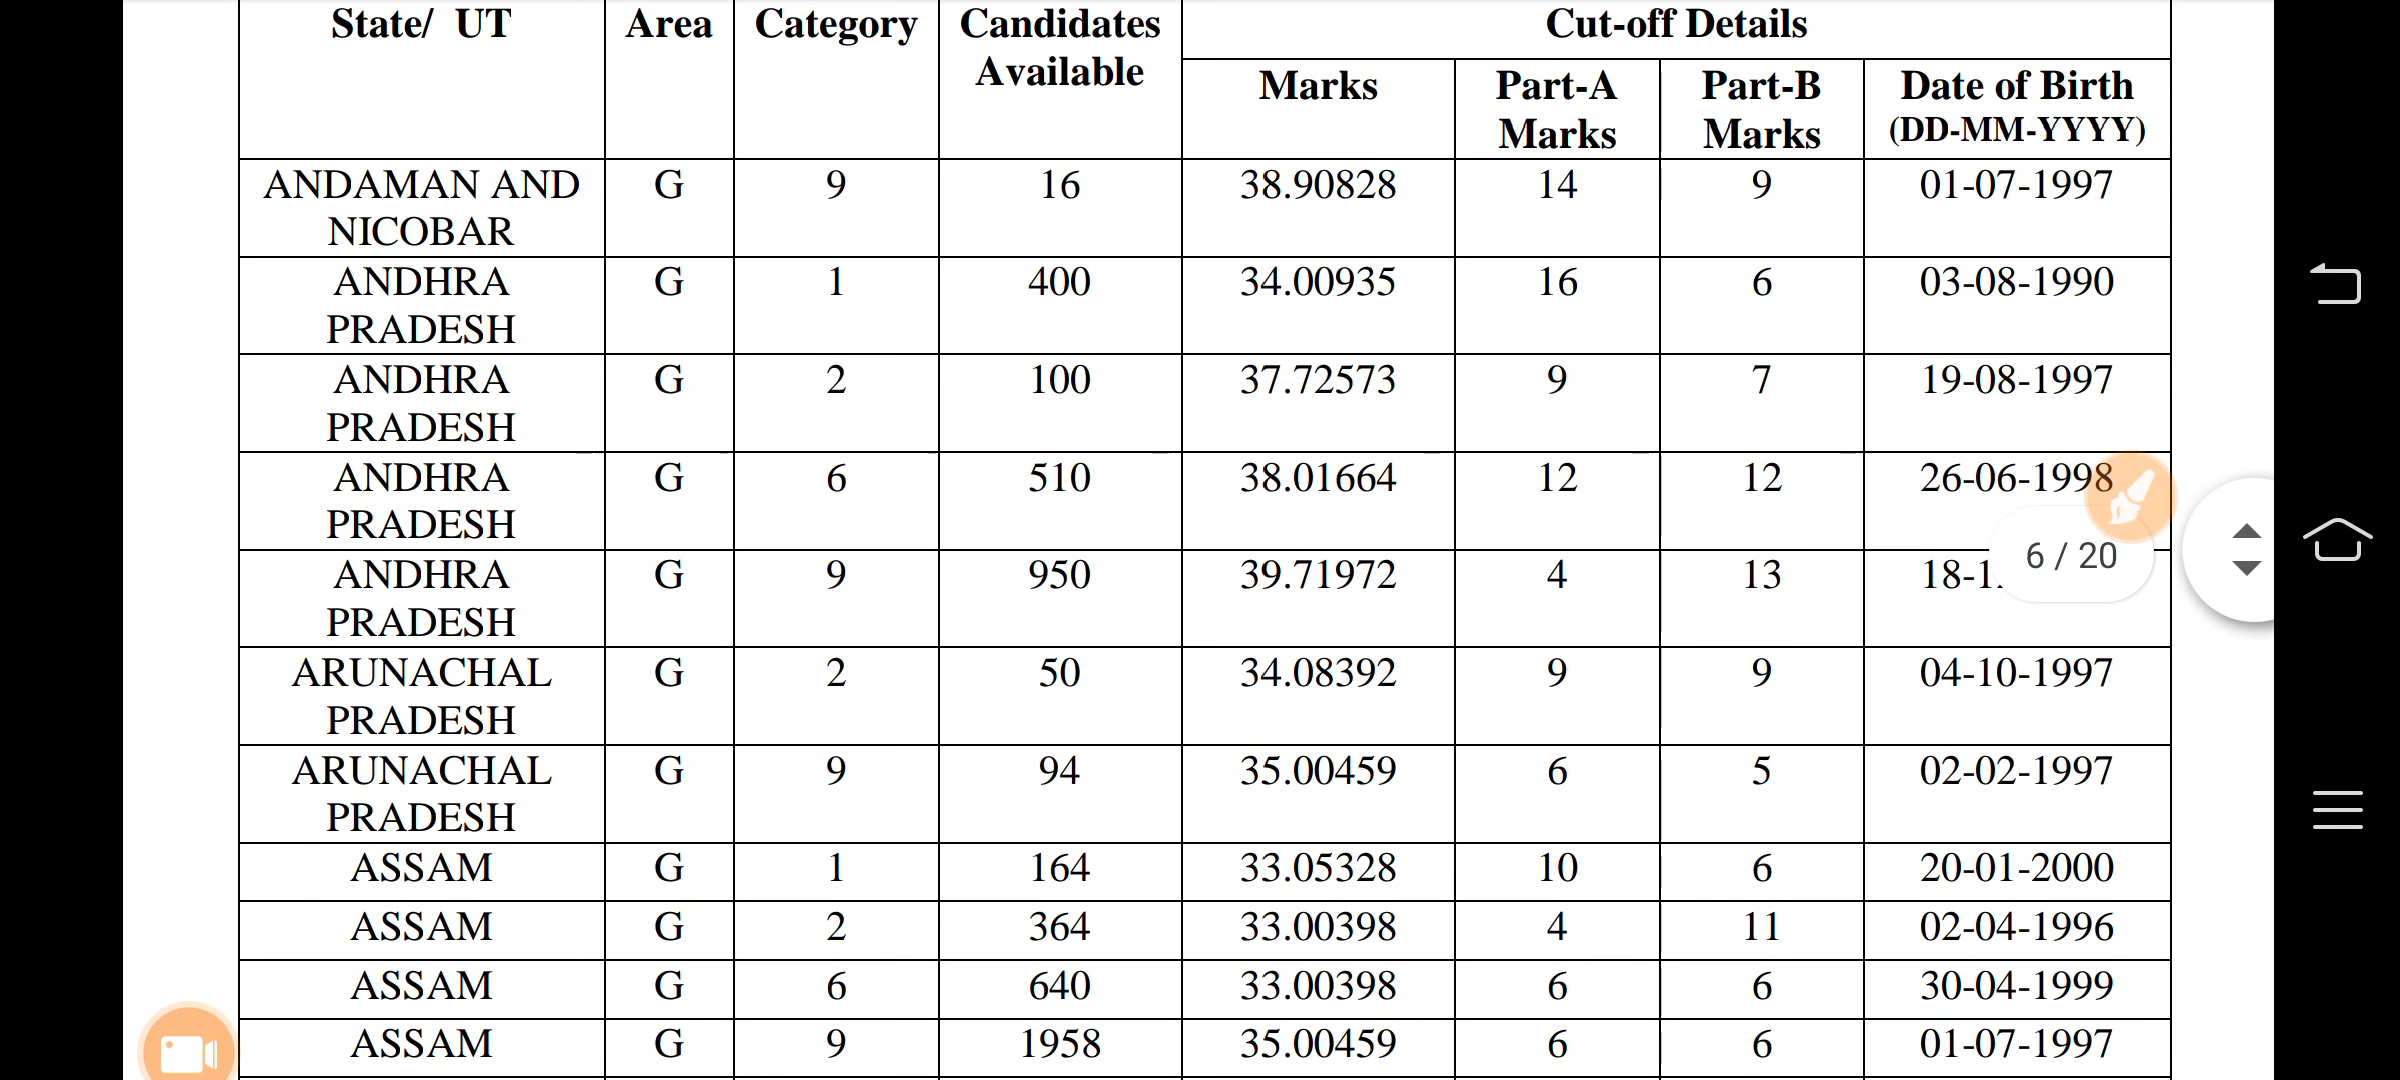 State/ UT Area Category Candidates Available Cut-off Details
Marks Part-A Marks Part-B Marks Date of Birth (DD-MM-YYYY)
ANDAMAN AND NICOBAR G 9 16 38.90828 14 9 01-07-1997
ANDHRA PRADESH G 1 400 34.00935 16 6 03-08-1990
ANDHRA PRADESH G 2 100 37.72573 9 7 19-08-1997
ANDHRA PRADESH G 6 510 38.01664 12 12 26-06-1998
ANDHRA PRADESH G 9 950 39.71972 4 13
6 / 20
ARUNACHAL PRADESH G 2 50 34.08392 9 9 04-10-1997
ARUNACHAL PRADESH G 9 94 35.00459 6 5 02-02-1997
ASSAM G 1 164 33.05328 10 6 20-01-2000
ASSAM G 2 364 33.00398 4 11 02-04-1996
ASSAM G 6 640 33.00398 6 6 30-04-1999
ASSAM G 9 1958 35.00459 6 6 01-07-1997